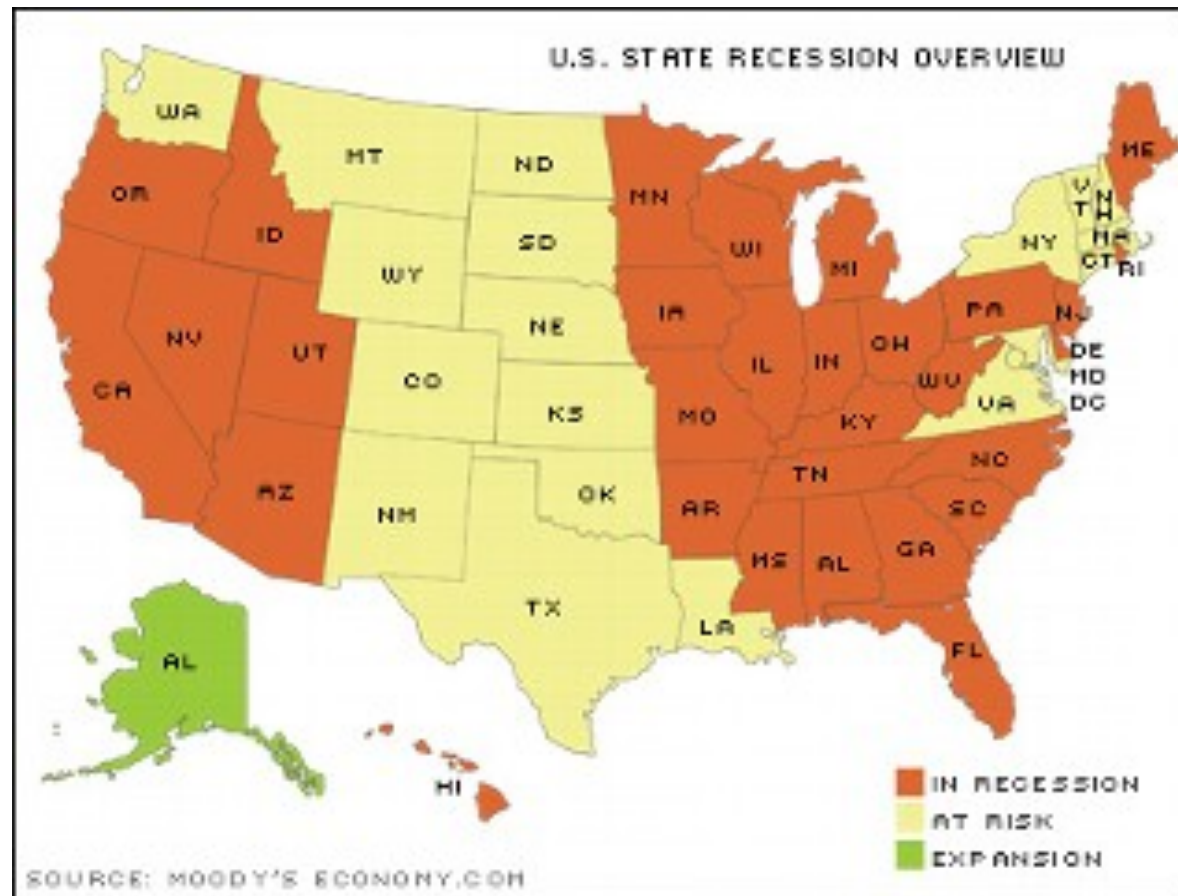 U.S. STATE RECESSION OVERVIEW
WA
MT
ND
MN
ME
OR
ID
SD
WI
MI
NY
V
T
N
H
MA
CT
RI
WY
IA
PA
NJ
NV
UT
NE
IL
IN
OH
WV
DE
MD
DC
CA
CO
KS
MO
KY
VA
AZ
NM
OK
AR
TN
NC
SC
MS
AL
GA
TX
LA
FL
AL
HI
IN RECESSION
AT RISK
EXPANSION
SOURCE: MOODY'S ECONOMY.COM